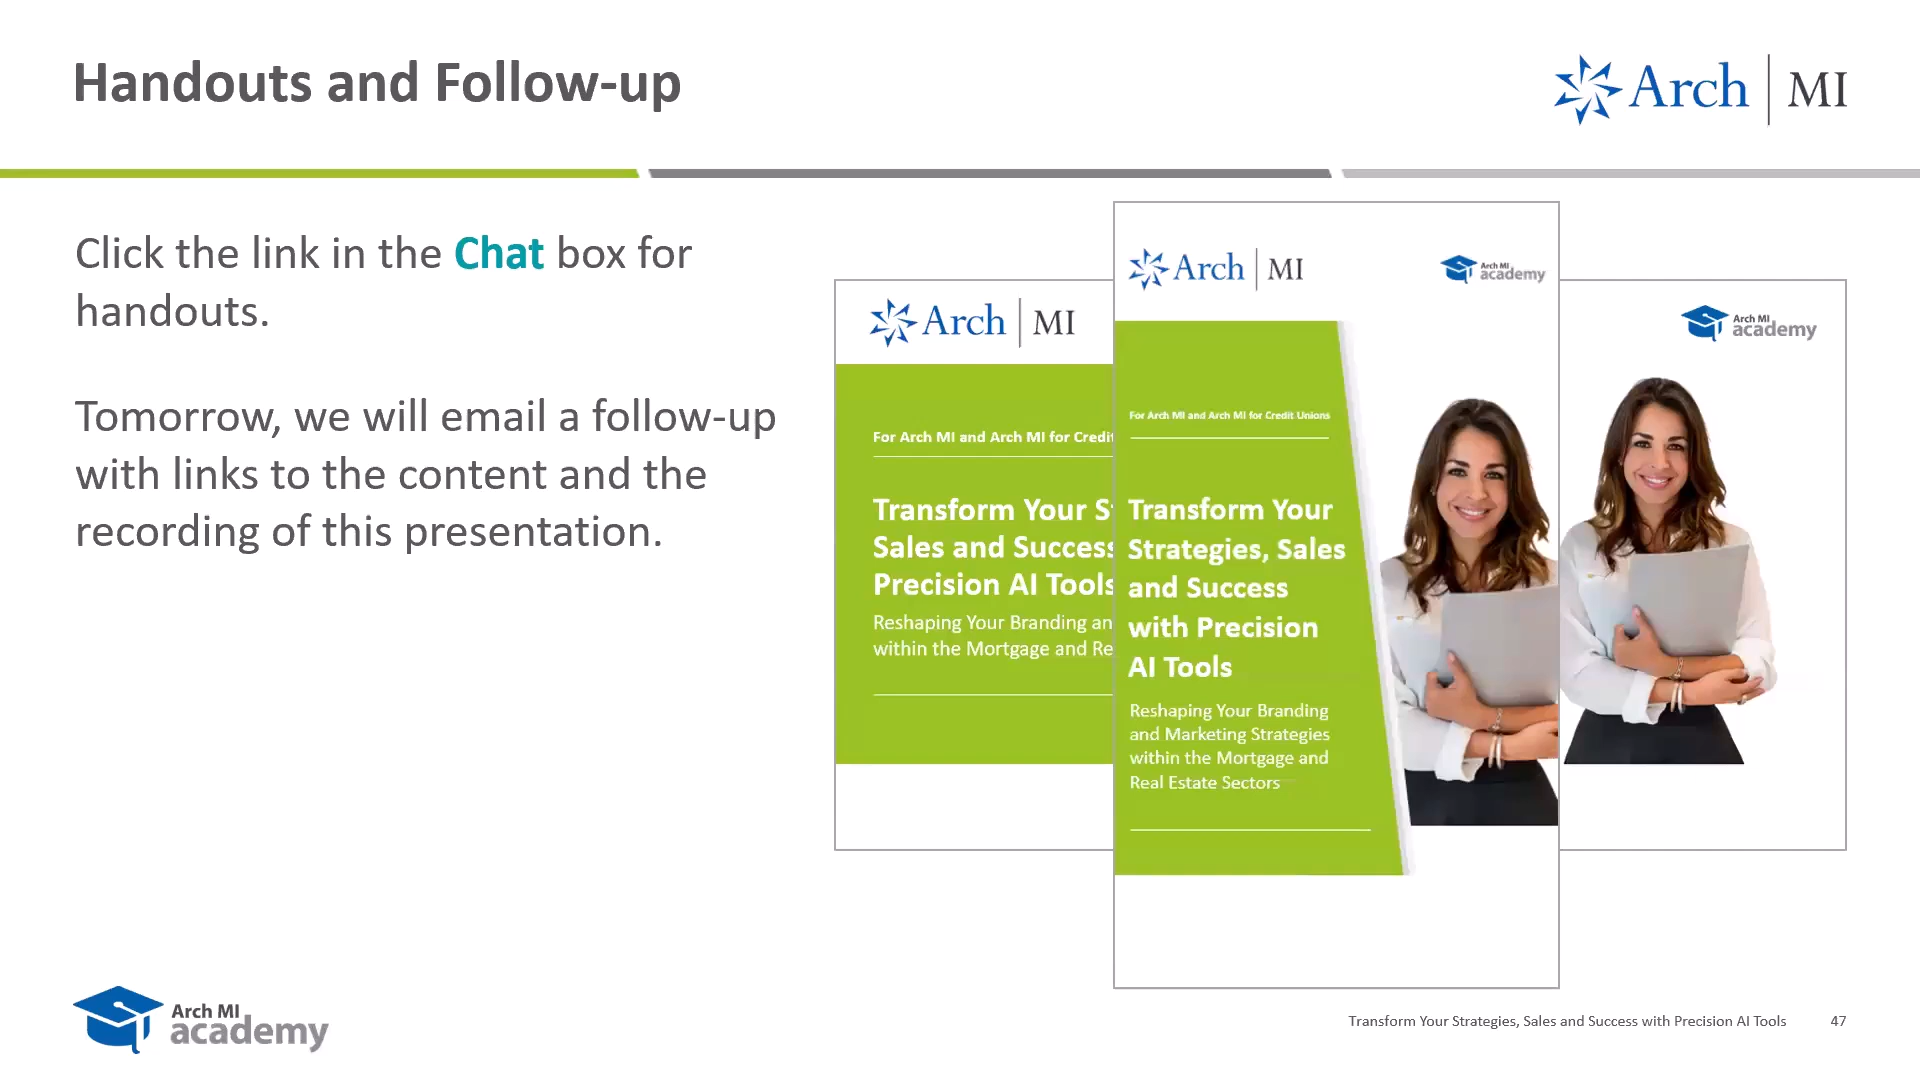 Handouts and Follow-up
Arch | MI
Click the link in the Chat box for
handouts.
Tomorrow, we will email a follow-up
with links to the content and the
recording of this presentation.
Arch | MI
For Arch MI and Arch MI for Credit
Transform Your S
Sales and Success
Precision AI Tools
Reshaping Your Branding an
within the Mortgage and Re
Arch | MI
Arch MI
academy
For Arch MI and Arch MI for Credit Unions
Transform Your
Strategies, Sales
and Success
with Precision
AI Tools
Reshaping Your Branding
and Marketing Strategies
within the Mortgage and
Real Estate Sectors
Arch MI
academy
Arch MI
academy
Transform Your Strategies, Sales and Success with Precision AI Tools 47